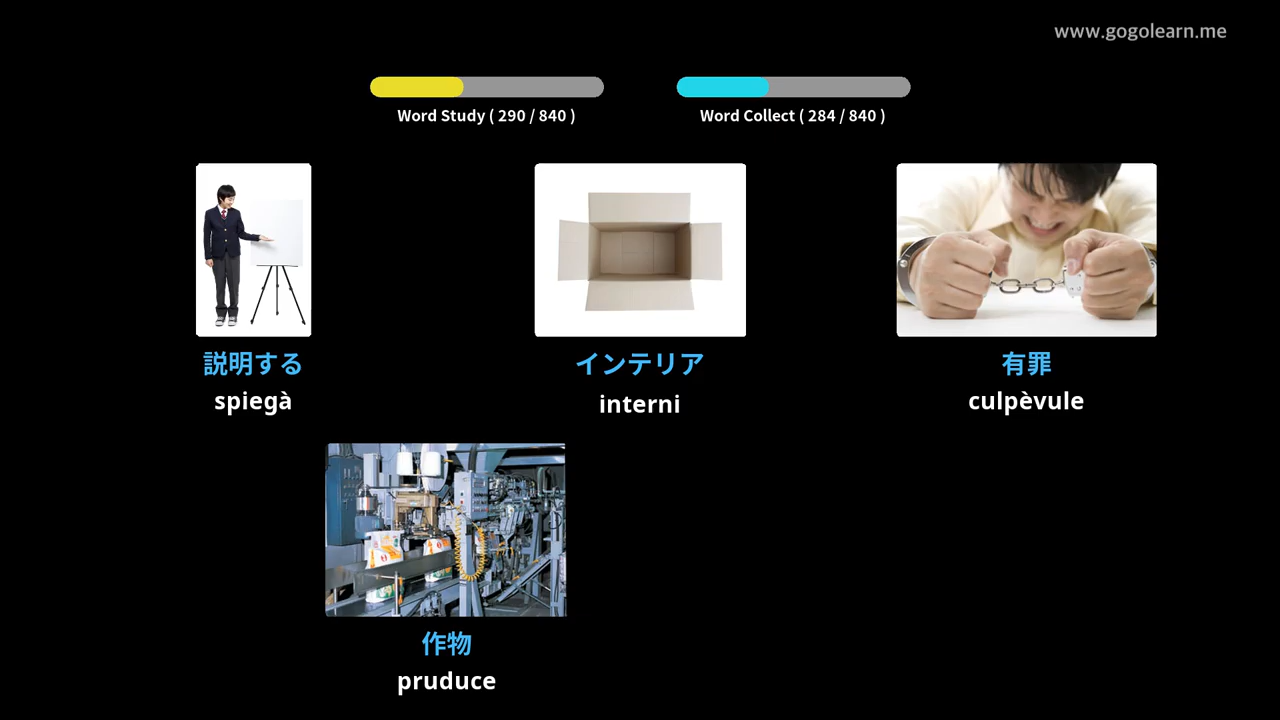 www.gogolearn.me
Word Study ( 290 / 840 )
Word Collect ( 284 / 840 )
説明する
spiegà
インテリア
interni
有罪
culpèvule
作物
pruduce